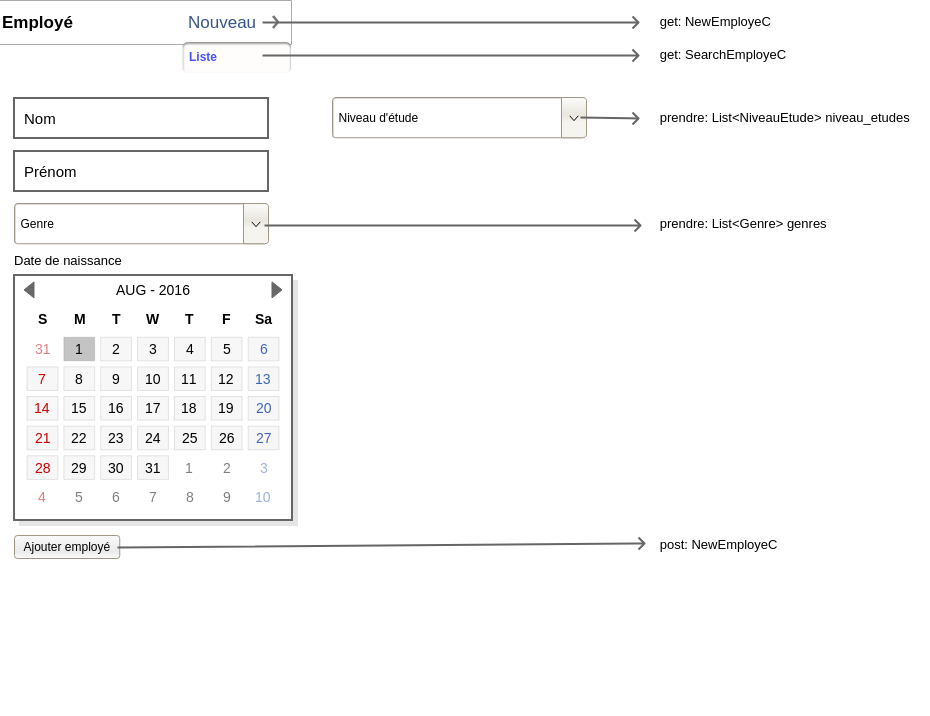 Employé Nouveau get: NewEmployeC
Liste get: SearchEmployeC
Nom Niveau d'étude prendre: List<NiveauEtude> niveau_etudes
Prénom
Genre prendre: List<Genre> genres
Date de naissance
AUG - 2016
S M T W T F Sa
31 1 2 3 4 5 6
7 8 9 10 11 12 13
14 15 16 17 18 19 20
21 22 23 24 25 26 27
28 29 30 31 1 2 3
4 5 6 7 8 9 10
Ajouter employé post: NewEmployeC